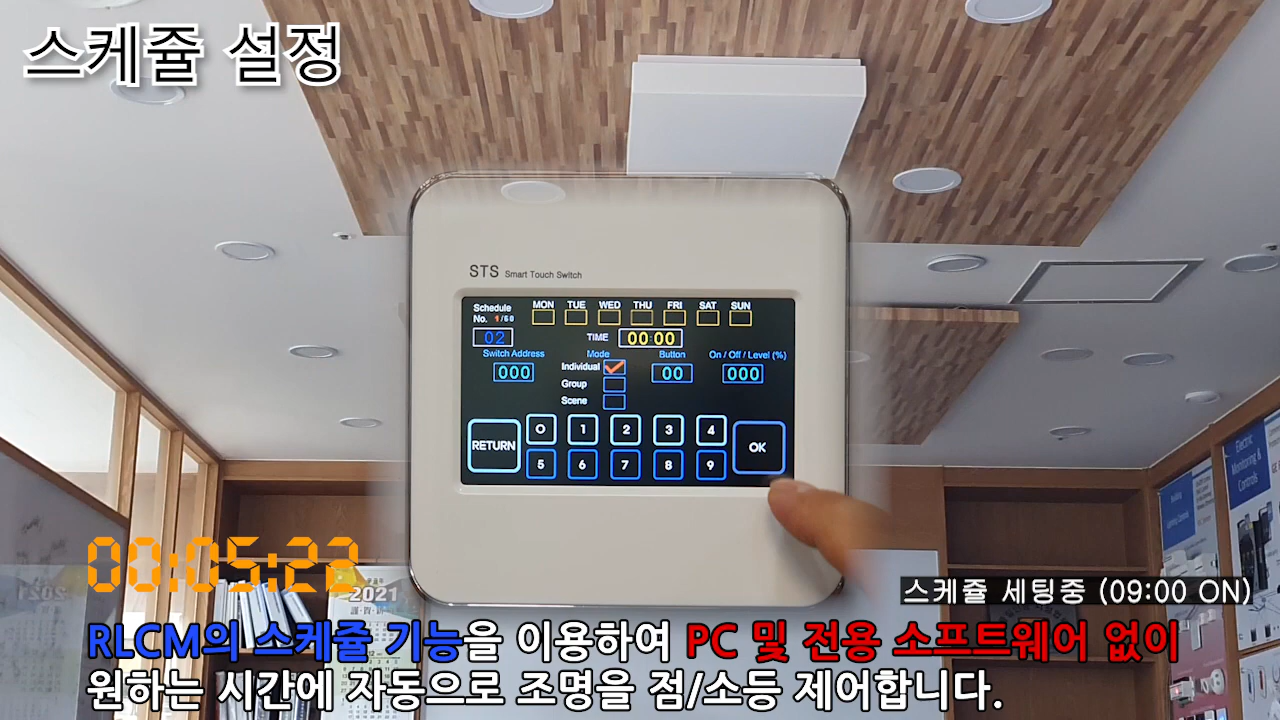 스케쥴 설정
STS Smart Touch Switch
Schedule
No. 1/60
MON TUE WED THU FRI SAT SUN
02
TIME 00:00
Switch Address
Mode
Button
On / Off / Level (%)
000
Individual
00
000
Group
Scene
RETURN
0 1 2 3 4
OK
5 6 7 8 9
Electric
Monitoring &
Controls
00:05:22
2021
스케쥴 세팅중 (09:00 ON)
RLCM의 스케쥴 기능을 이용하여 PC 및 전용 소프트웨어 없이
원하는 시간에 자동으로 조명을 점/소등 제어합니다.